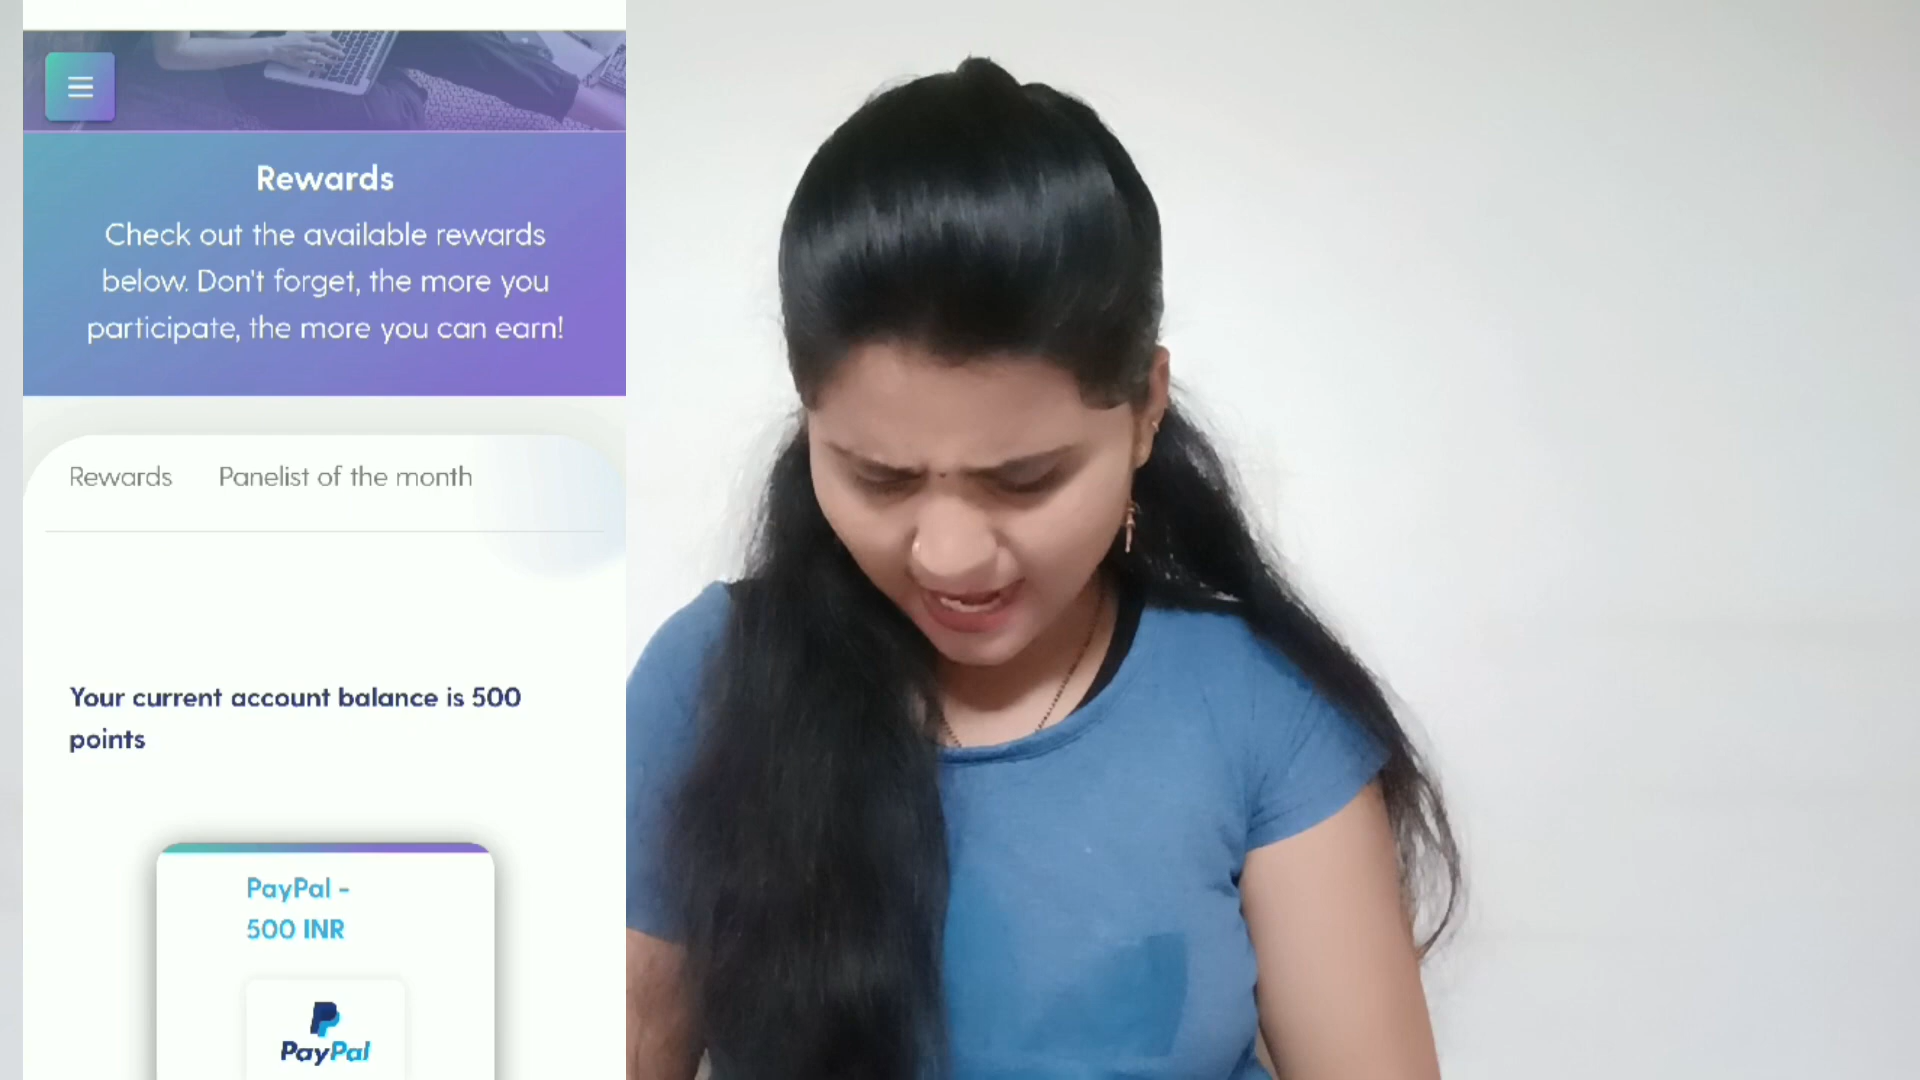 Rewards
Check out the available rewards
below. Don't forget, the more you
participate, the more you can earn!
Rewards Panelist of the month
Your current account balance is 500
points
PayPal -
500 INR
PayPal